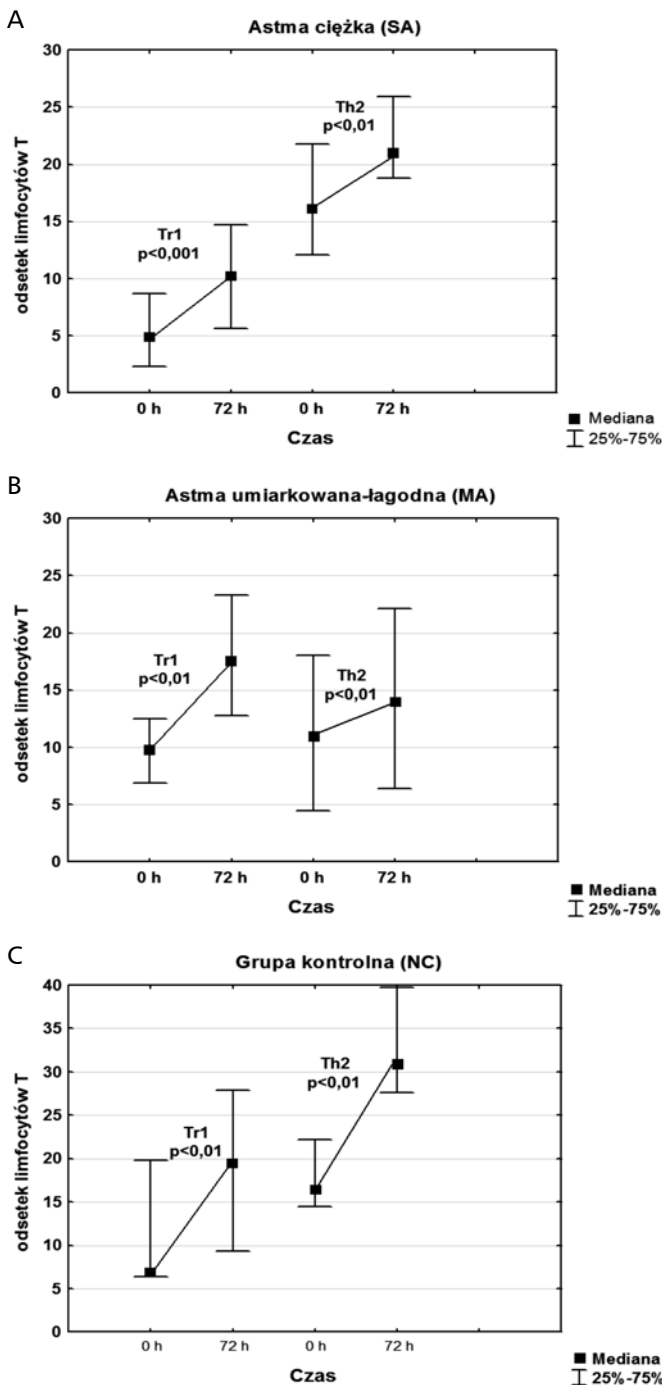 A
Astma ciężka (SA)
30
25
20
15
10
5
0
odsetek limfocytów T
Tr1
p<0,001
Th2
p<0,01
0 h 72 h 0 h 72 h
Czas
Mediana
25%-75%
B
Astma umiarkowana-łagodna (MA)
30
25
20
15
10
5
0
odsetek limfocytów T
Tr1
p<0,01
Th2
p<0,01
0 h 72 h 0 h 72 h
Czas
Mediana
25%-75%
C
Grupa kontrolna (NC)
40
35
30
25
20
15
10
5
0
odsetek limfocytów T
Tr1
p<0,01
Th2
p<0,01
0 h 72 h 0 h 72 h
Czas
Mediana
25%-75%